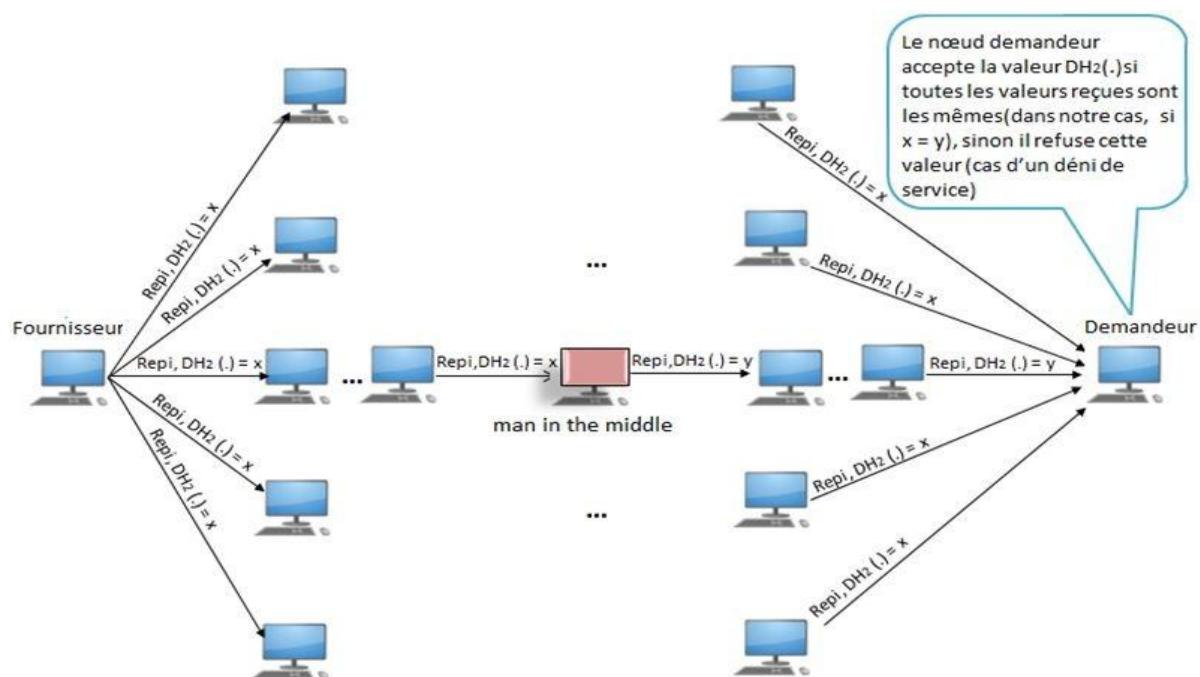 Le nœud demandeur
accepte la valeur DH2(.)si
toutes les valeurs reçues sont
les mêmes(dans notre cas, si
x = y), sinon il refuse cette
valeur (cas d'un déni de
service)
Repi, DH2 (.) = x
Repi, DH2 (.) = x
Repi, DH2 (.) = x
...
Repi, DH2 (.) = x
Fournisseur
Demandeur
Repi, DH2 (.) = x
...
Repi,DH2 (.) = x
Repi,DH2 (.) = y
...
Repi, DH2 (.) = y
man in the middle
Repi, DH2 (.) = x
Repi, DH2 (.) = x
...
Repi, DH2 (.) = x
Repi, DH2 (.) = x